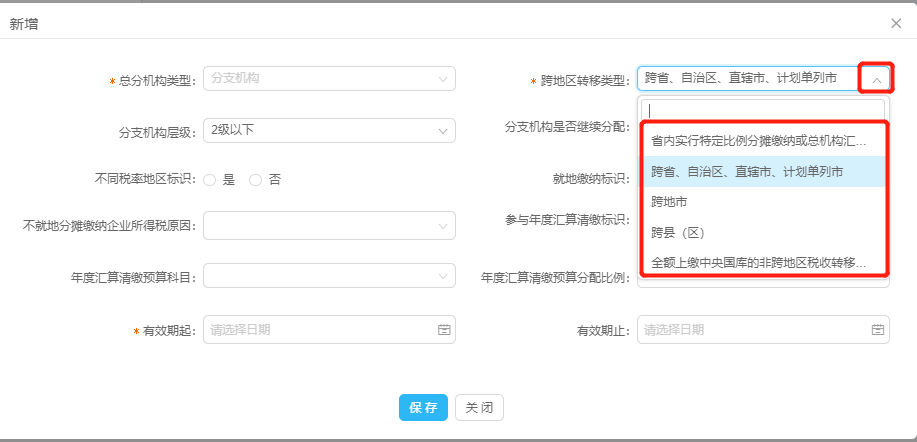 新增
* 总分机构类型： 分支机构
* 跨地区转移类型： 跨省、自治区、直辖市、计划单列市
分支机构层级： 2级以下
分支机构是否继续分配：
省内实行特定比例分摊缴纳或总机构汇...
跨省、自治区、直辖市、计划单列市
跨地市
跨县（区）
全额上缴中央国库的非跨地区税收转移...
不同税率地区标识： 是 否
就地缴纳标识：
不就地分摊缴纳企业所得税原因：
参与年度汇算清缴标识：
年度汇算清缴预算科目：
年度汇算清缴预算分配比例：
* 有效期起： 请选择日期
有效期止： 请选择日期
保存 关闭